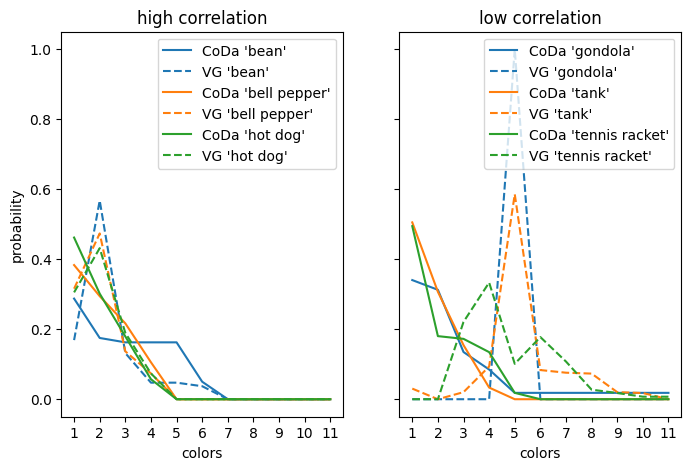 high correlation
low correlation
1.0
0.8
0.6
0.4
0.2
0.0
probability
CoDa 'bean'
VG 'bean'
CoDa 'bell pepper'
VG 'bell pepper'
CoDa 'hot dog'
VG 'hot dog'
CoDa 'gondola'
VG 'gondola'
CoDa 'tank'
VG 'tank'
CoDa 'tennis racket'
VG 'tennis racket'
1 2 3 4 5 6 7 8 9 10 11
1 2 3 4 5 6 7 8 9 10 11
colors
colors